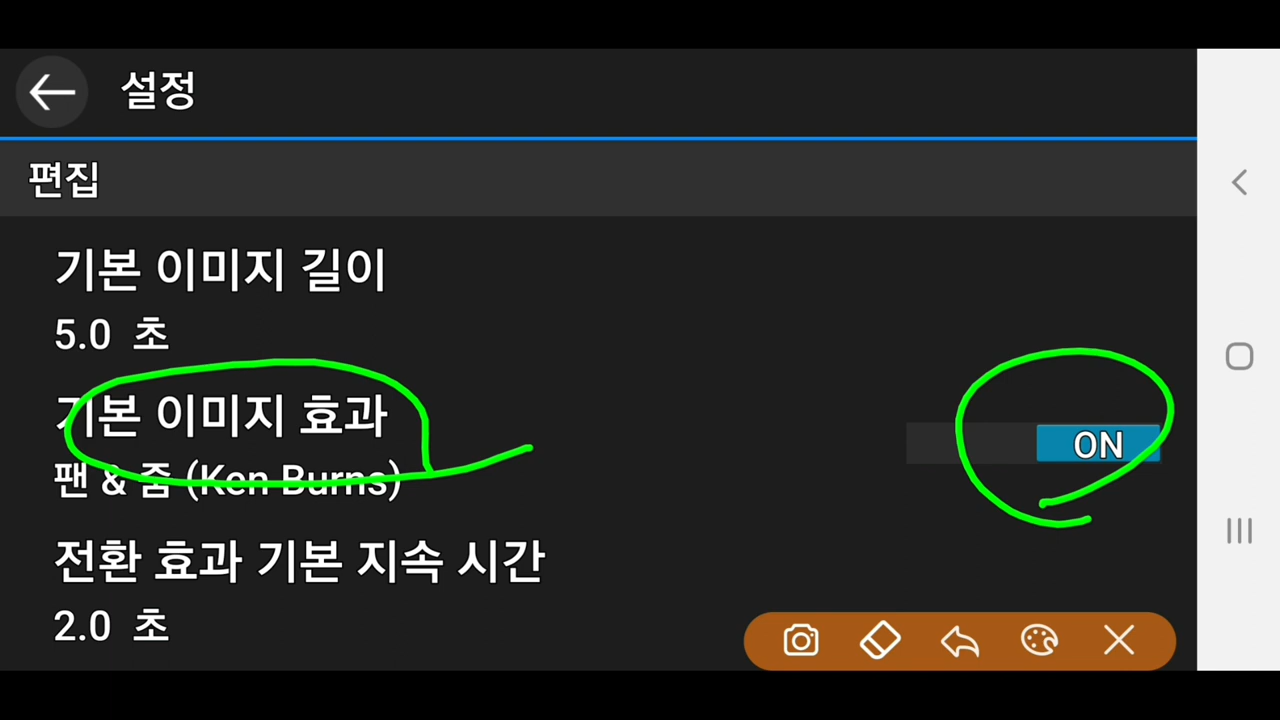 설정
편집
기본 이미지 길이
5.0 초
기본 이미지 효과
팬 & 줌 (Ken Burns)
ON
전환 효과 기본 지속 시간
2.0 초